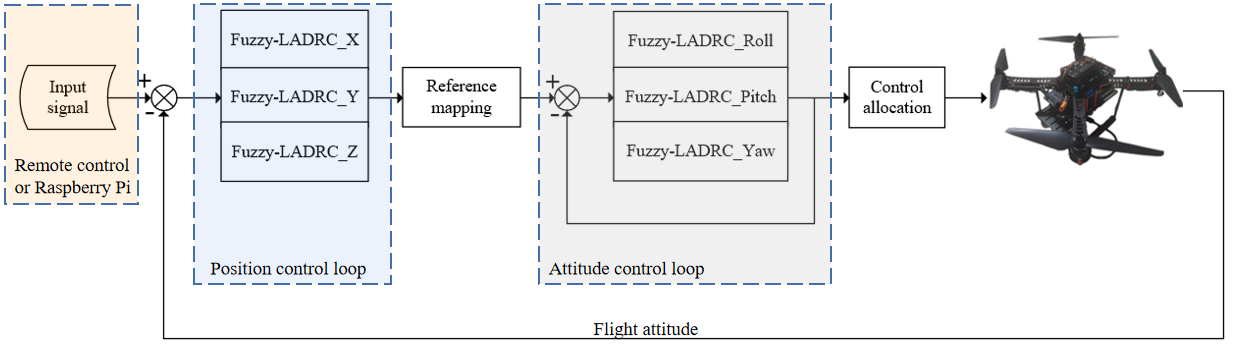 Input
signal
Remote control
or Raspberry Pi
+
-
Fuzzy-LADRC_X
Fuzzy-LADRC_Y
Fuzzy-LADRC_Z
Position control loop
Reference
mapping
+
-
Fuzzy-LADRC_Roll
Fuzzy-LADRC_Pitch
Fuzzy-LADRC_Yaw
Attitude control loop
Control
allocation
Flight attitude